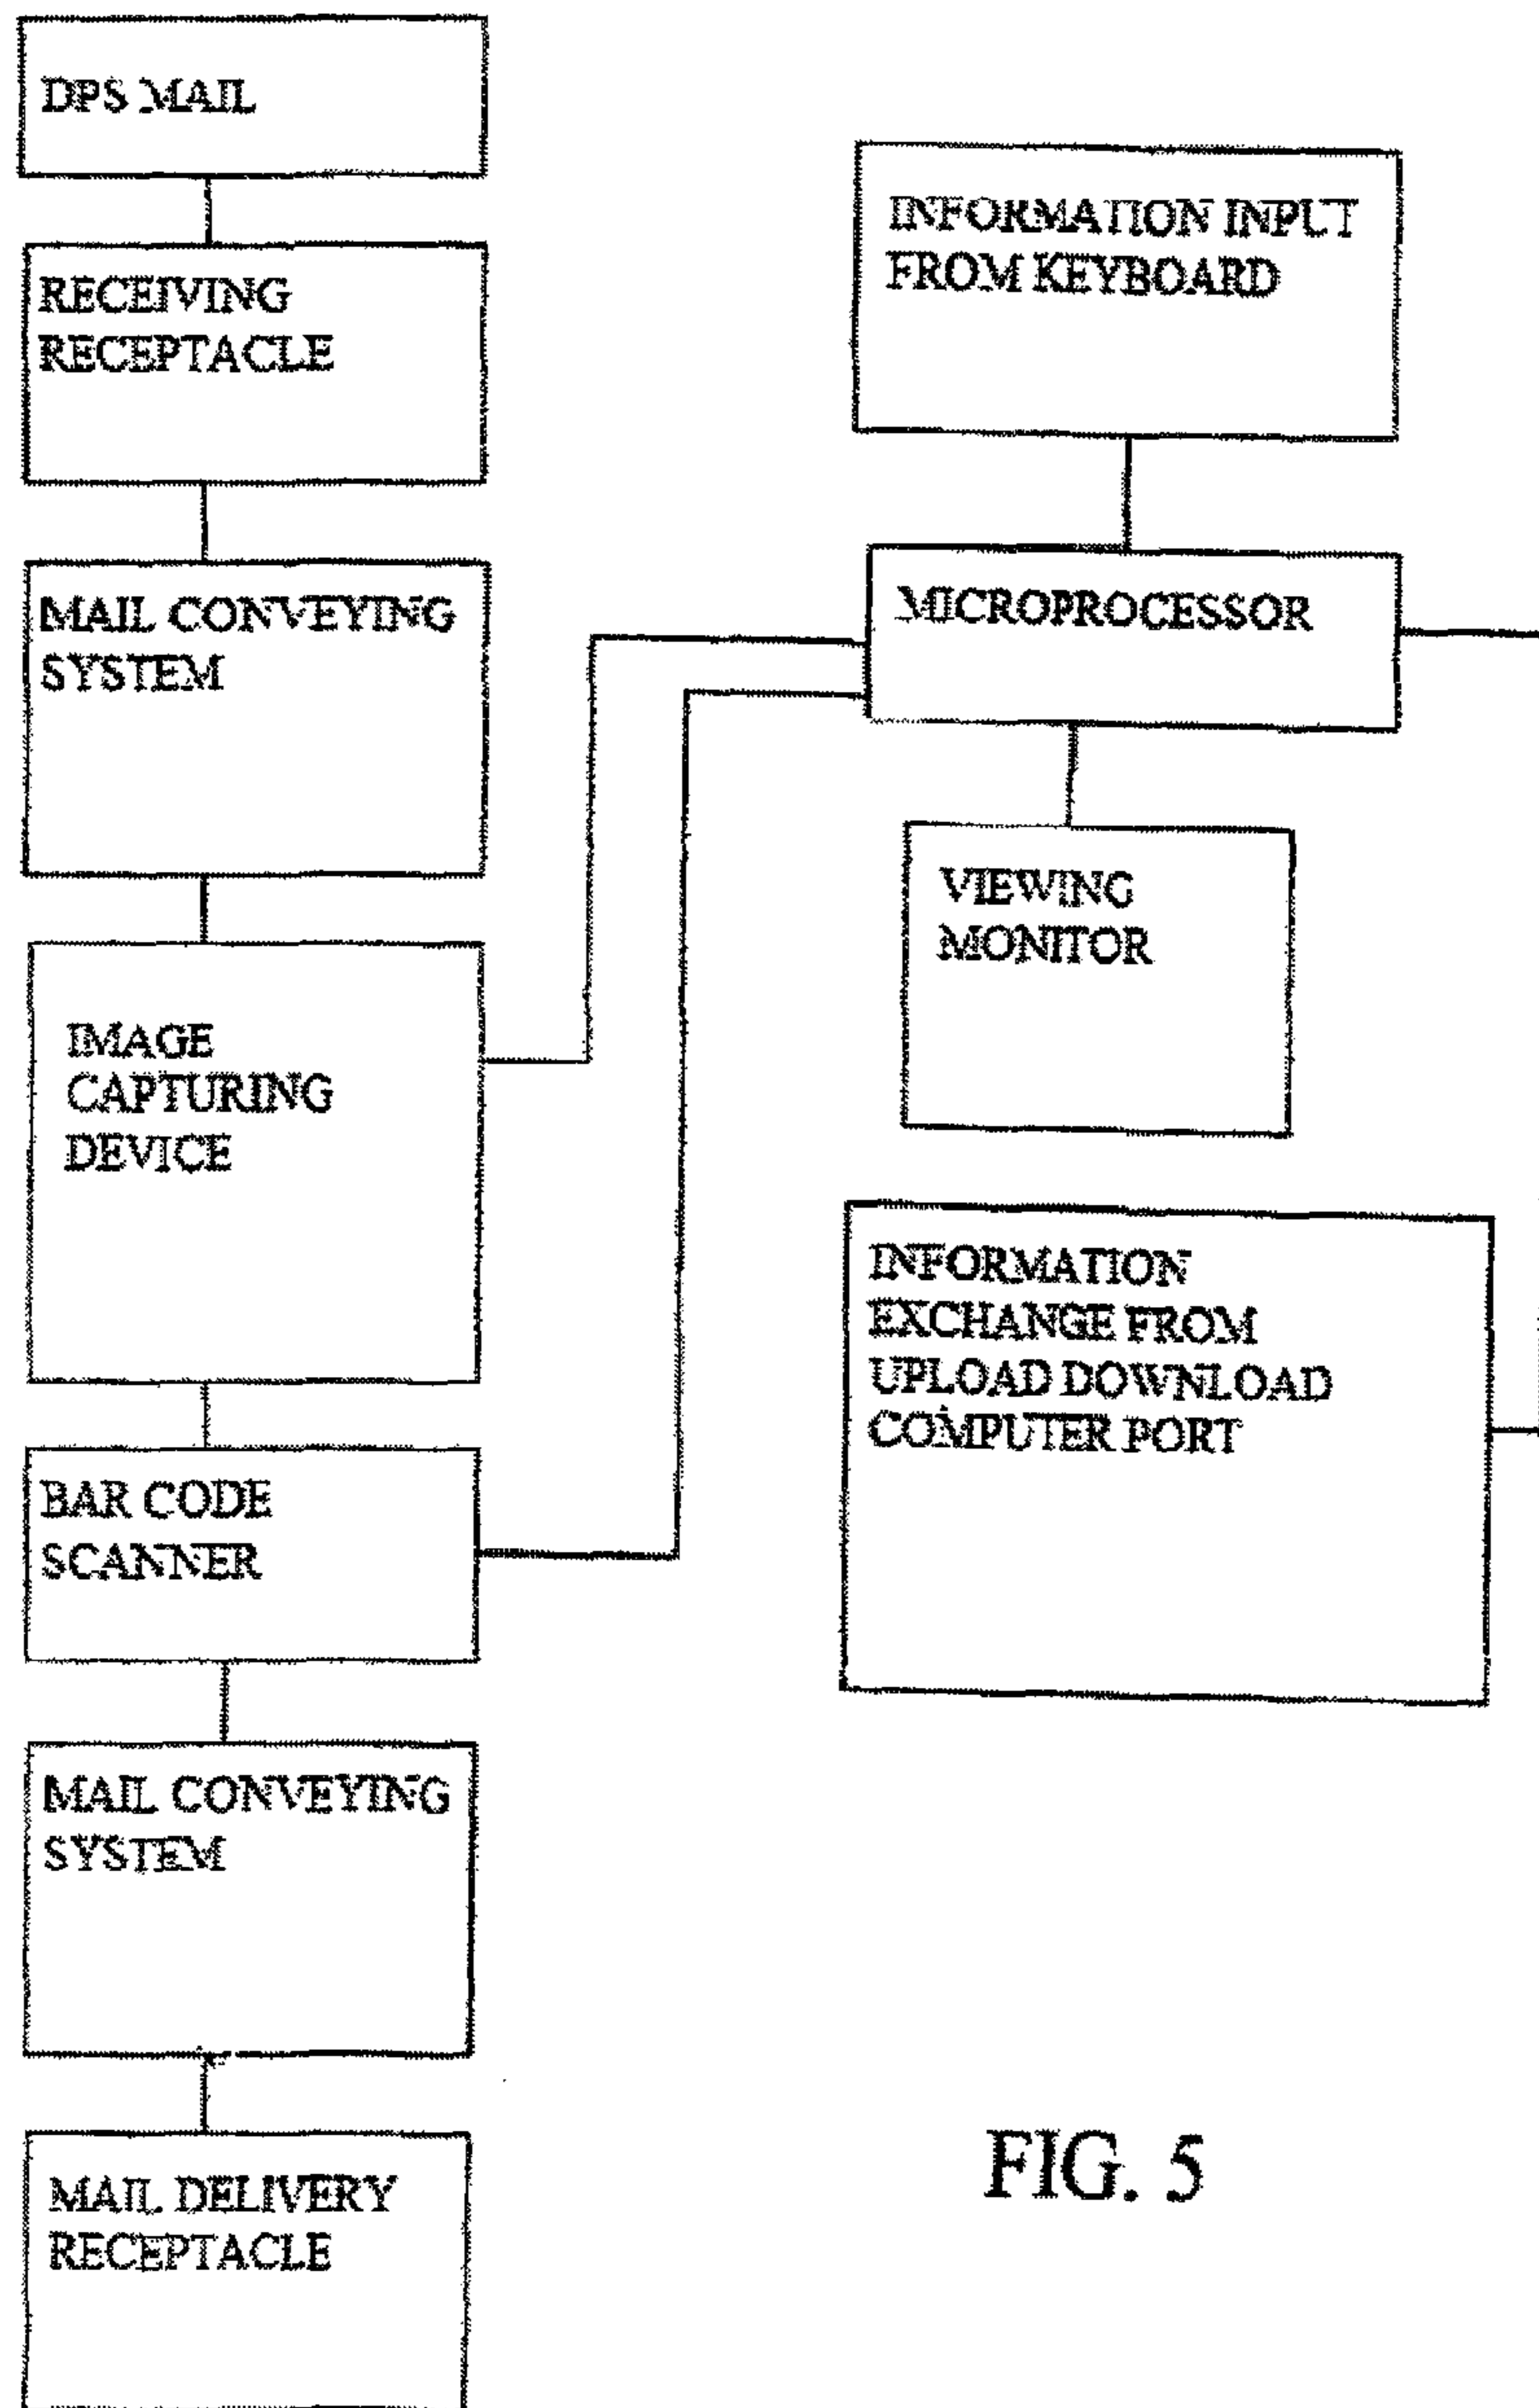 DPS MAIL
RECEIVING
RECEPTACLE
MAIL CONVEYING
SYSTEM
IMAGE
CAPTURING
DEVICE
BAR CODE
SCANNER
MAIL CONVEYING
SYSTEM
MAIL DELIVERY
RECEPTACLE
INFORMATION INPUT
FROM KEYBOARD
MICROPROCESSOR
VIEWING
MONITOR
INFORMATION
EXCHANGE FROM
UPLOAD DOWNLOAD
COMPUTER PORT
FIG. 5